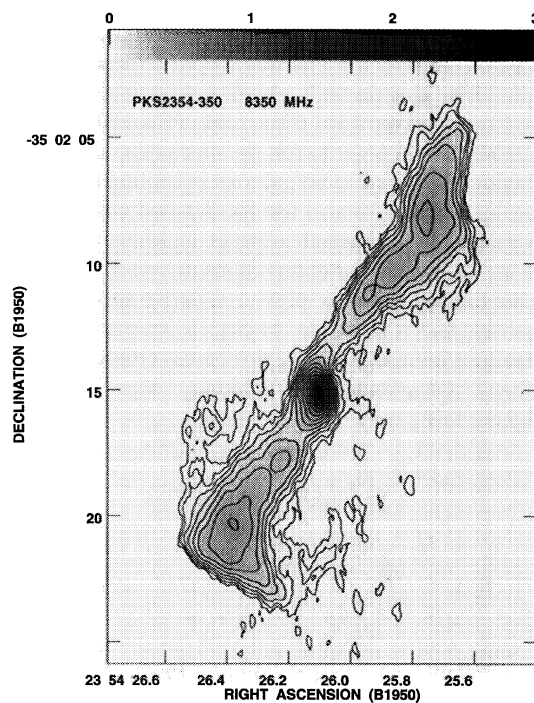 0 1 2 3
PKS2354-350 8350 MHz
-35 02 05
10
15
20
DECLINATION (B1950)
23 54 26.6 26.4 26.2 26.0 25.8 25.6
RIGHT ASCENSION (B1950)